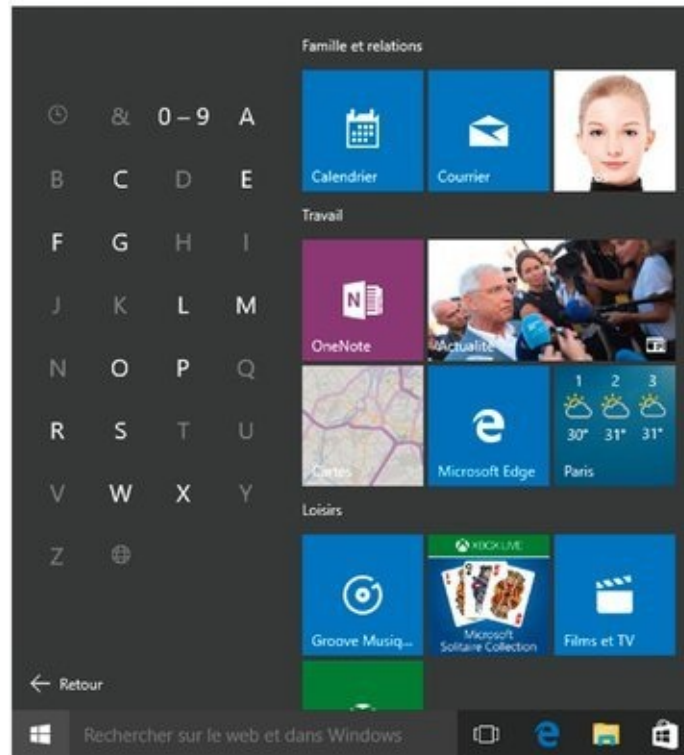 & 0 – 9 A
B C D E
F G H I
J K L M
N O P Q
R S T U
V W X Y
Z
← Retour
Famille et relations
Calendrier
Courrier
Travail
OneNote
Actualité
Cartes
Microsoft Edge
1 2 3
30° 31° 31°
Paris
Loisirs
Groove Musiq...
XBOX LIVE
Microsoft
Solitaire Collection
Films et TV
Rechercher sur le web et dans Windows